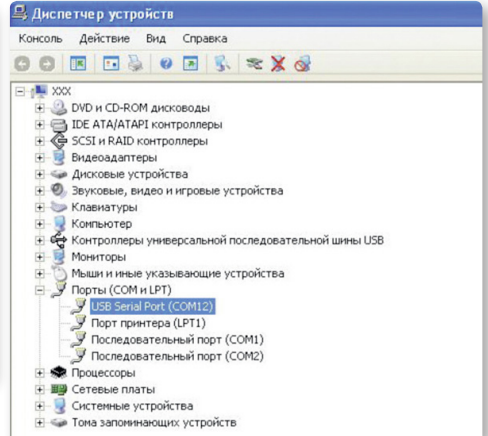 Диспетчер устройств
Консоль Действие Вид Справка
XXX
DVD и CD-ROM дисководы
IDE ATA/ATAPI контроллеры
SCSI и RAID контроллеры
Видеоадаптеры
Дисковые устройства
Звуковые, видео и игровые устройства
Клавиатуры
Компьютер
Контроллеры универсальной последовательной шины USB
Мониторы
Мыши и иные указывающие устройства
Порты (COM и LPT)
USB Serial Port (COM12)
Порт принтера (LPT1)
Последовательный порт (COM1)
Последовательный порт (COM2)
Процессоры
Сетевые платы
Системные устройства
Тома запоминающих устройств